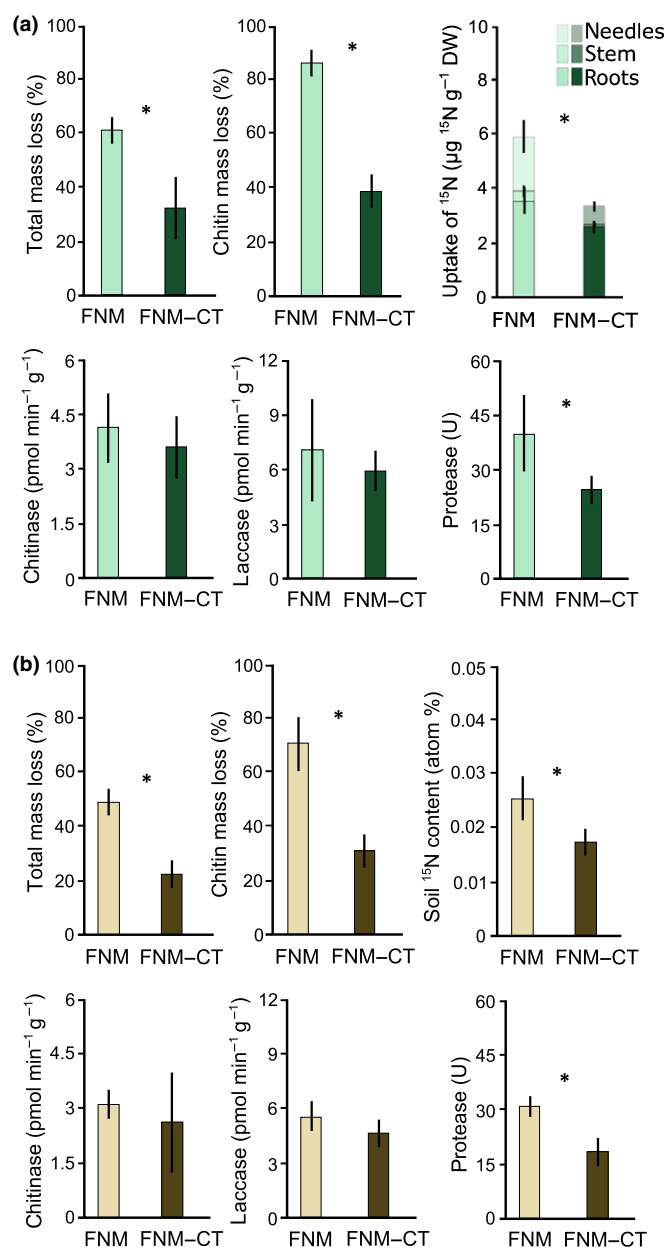 (a)
Total mass loss (%)
100
80
60
40
20
0
*
FNM FNM–CT
Chitin mass loss (%)
100
80
60
40
20
0
*
FNM FNM–CT
Uptake of ¹⁵N (µg ¹⁵N g⁻¹ DW)
10
8
6
4
2
0
Needles
Stem
Roots
*
FNM FNM–CT
Chitinase (pmol min⁻¹ g⁻¹)
6
4.5
3
1.5
0
FNM FNM–CT
Laccase (pmol min⁻¹ g⁻¹)
12
9
6
3
0
FNM FNM–CT
Protease (U)
60
45
30
15
0
*
FNM FNM–CT
(b)
Total mass loss (%)
100
80
60
40
20
0
*
FNM FNM–CT
Chitin mass loss (%)
100
80
60
40
20
0
*
FNM FNM–CT
Soil ¹⁵N content (atom %)
0.05
0.04
0.03
0.02
0.01
0
*
FNM FNM–CT
Chitinase (pmol min⁻¹ g⁻¹)
6
4.5
3
1.5
0
FNM FNM–CT
Laccase (pmol min⁻¹ g⁻¹)
12
9
6
3
0
FNM FNM–CT
Protease (U)
60
45
30
15
0
*
FNM FNM–CT